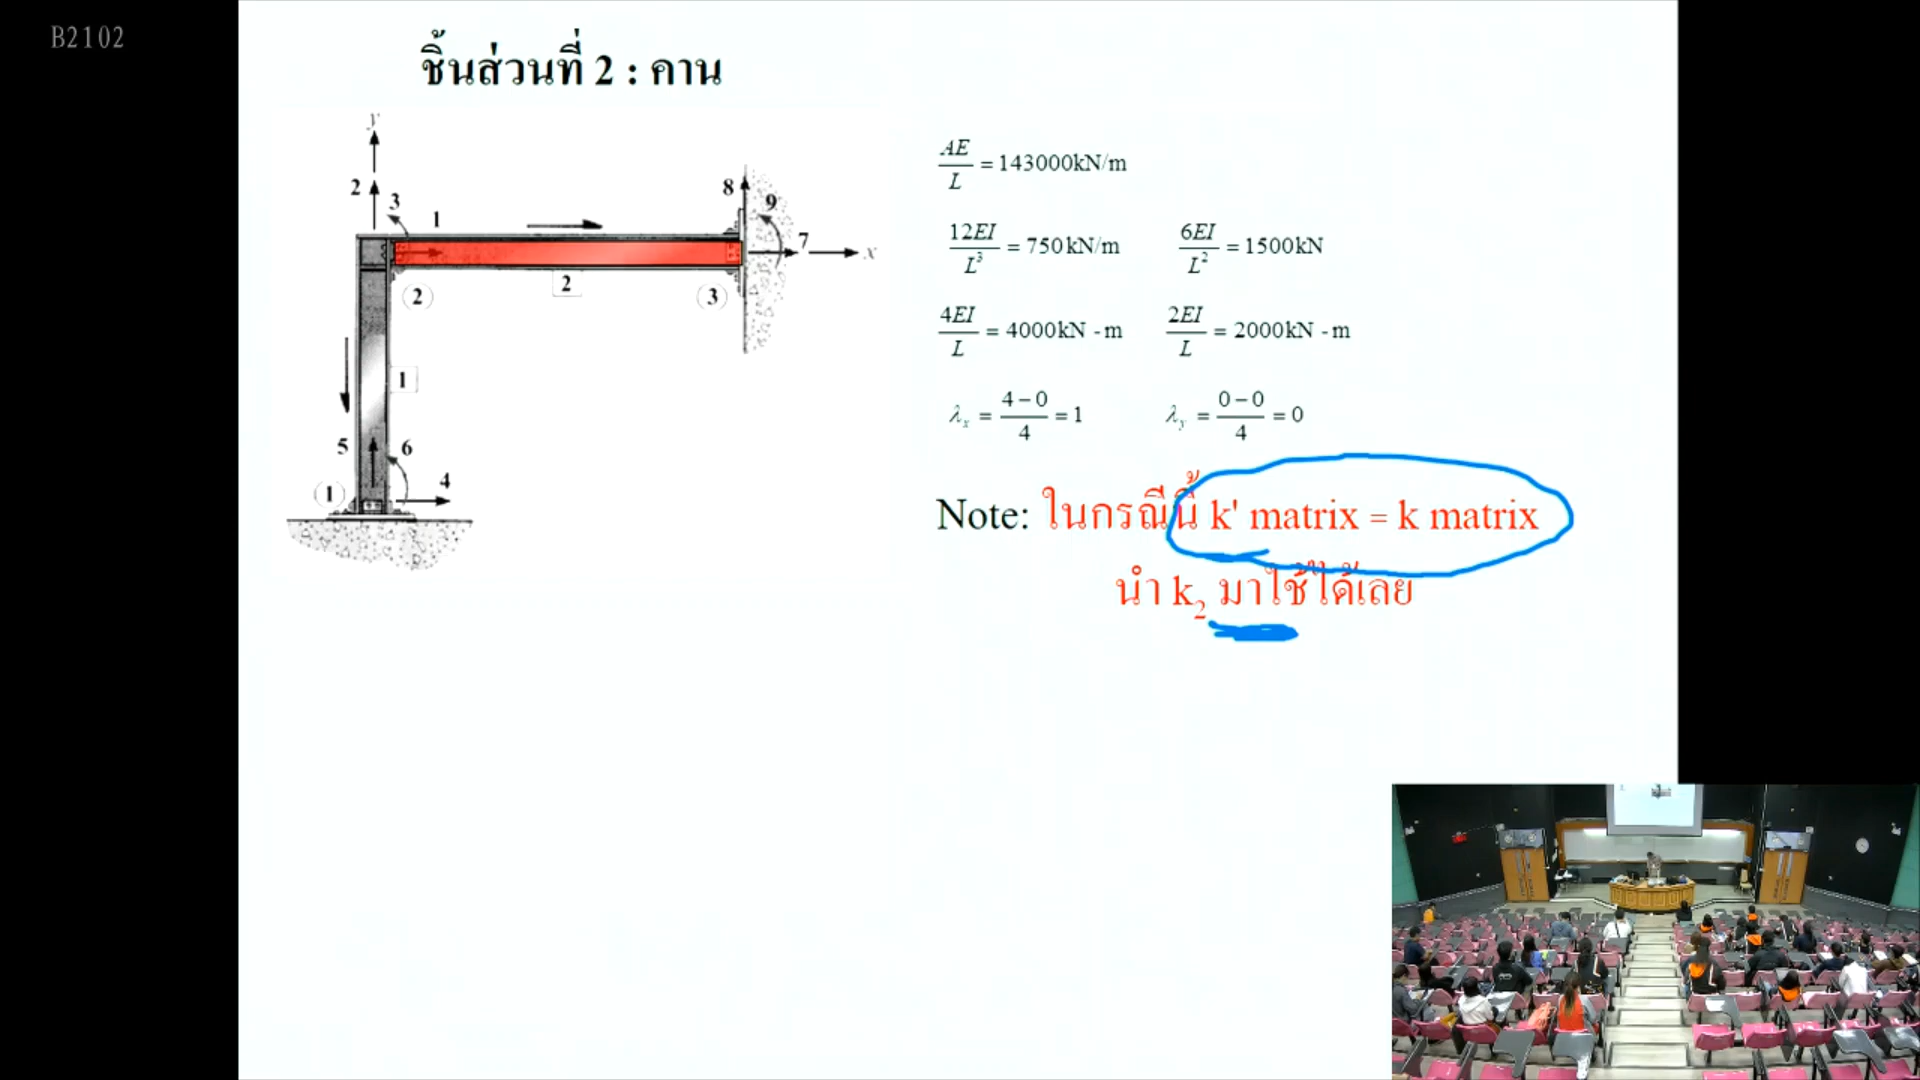 B2102
ชิ้นส่วนที่ 2 : คาน
y
2
3
1
8
9
7
x
2
2
3
1
5
6
4
1
AE/L = 143000kN/m
12EI/L³ = 750kN/m
6EI/L² = 1500kN
4EI/L = 4000kN - m
2EI/L = 2000kN - m
λx = (4 − 0)/4 = 1
λy = (0 − 0)/4 = 0
Note: ในกรณีนี้ k' matrix = k matrix
นำ k₂ มาใช้ได้เลย